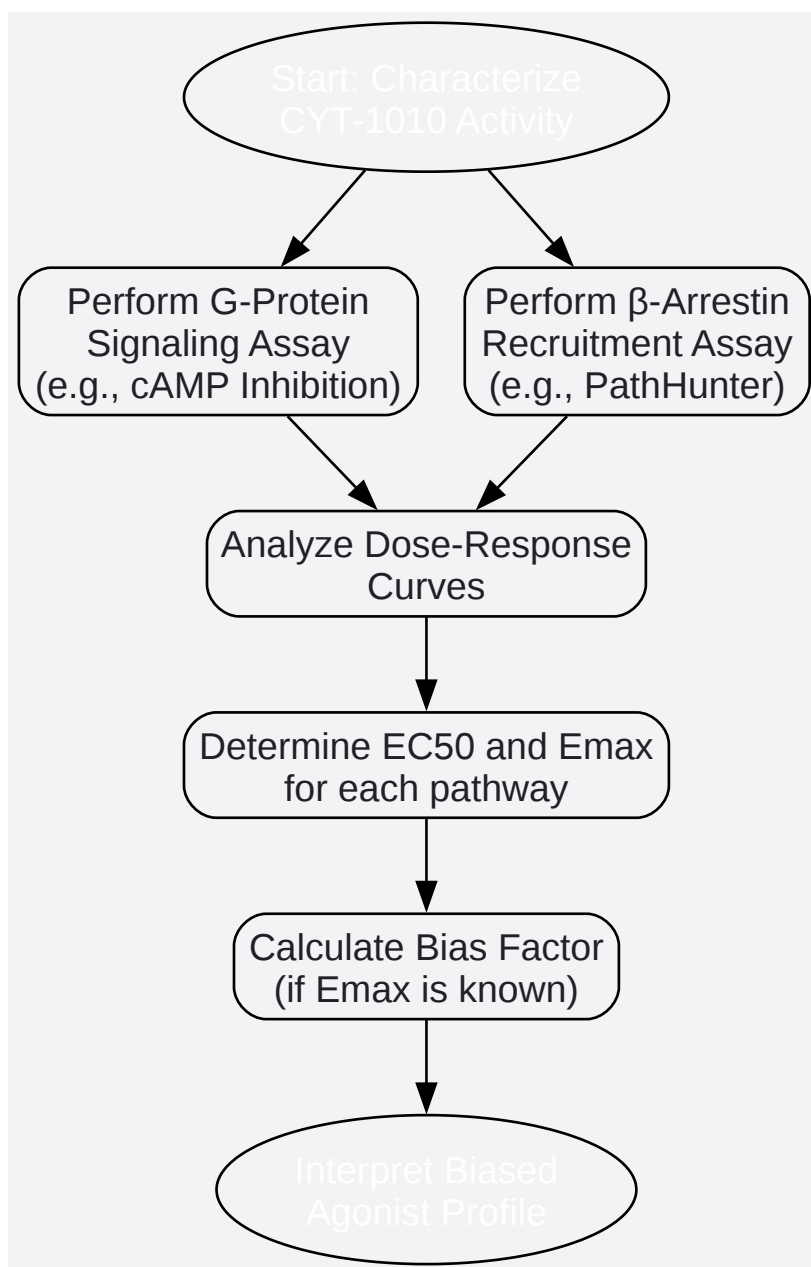 Start: Characterize
CYT-1010 Activity
Perform G-Protein
Signaling Assay
(e.g., cAMP Inhibition)
Perform β-Arrestin
Recruitment Assay
(e.g., PathHunter)
Analyze Dose-Response
Curves
Determine EC50 and Emax
for each pathway
Calculate Bias Factor
(if Emax is known)
Interpret Biased
Agonist Profile